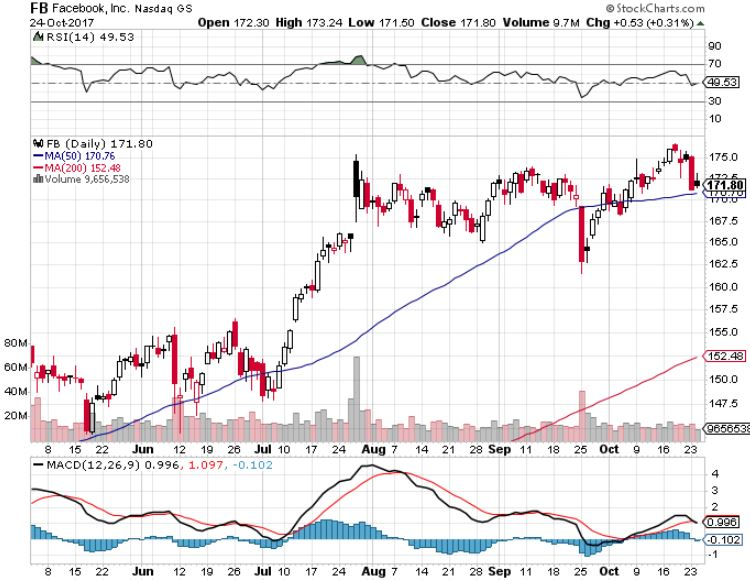 FB Facebook, Inc. Nasdaq GS © StockCharts.com
24-Oct-2017 Open 172.30 High 173.24 Low 171.50 Close 171.80 Volume 9.7M Chg +0.53 (+0.31%)
RSI(14) 49.53
90
70
49.53
30
10
FB (Daily) 171.80
MA(50) 170.76
MA(200) 152.48
Volume 9,656,538
175.0
171.80
167.5
165.0
162.5
160.0
157.5
155.0
152.48
150.0
147.5
145.0
9656538
80M
60M
40M
20M
8 15 22 Jun 12 19 26 Jul 10 17 24 Aug 7 14 21 28 Sep 11 18 25 Oct 9 16 23
MACD(12,26,9) 0.996, 1.097, -0.102
4
3
2
0.996
-0.102
-1
8 15 22 Jun 12 19 26 Jul 10 17 24 Aug 7 14 21 28 Sep 11 18 25 Oct 9 16 23